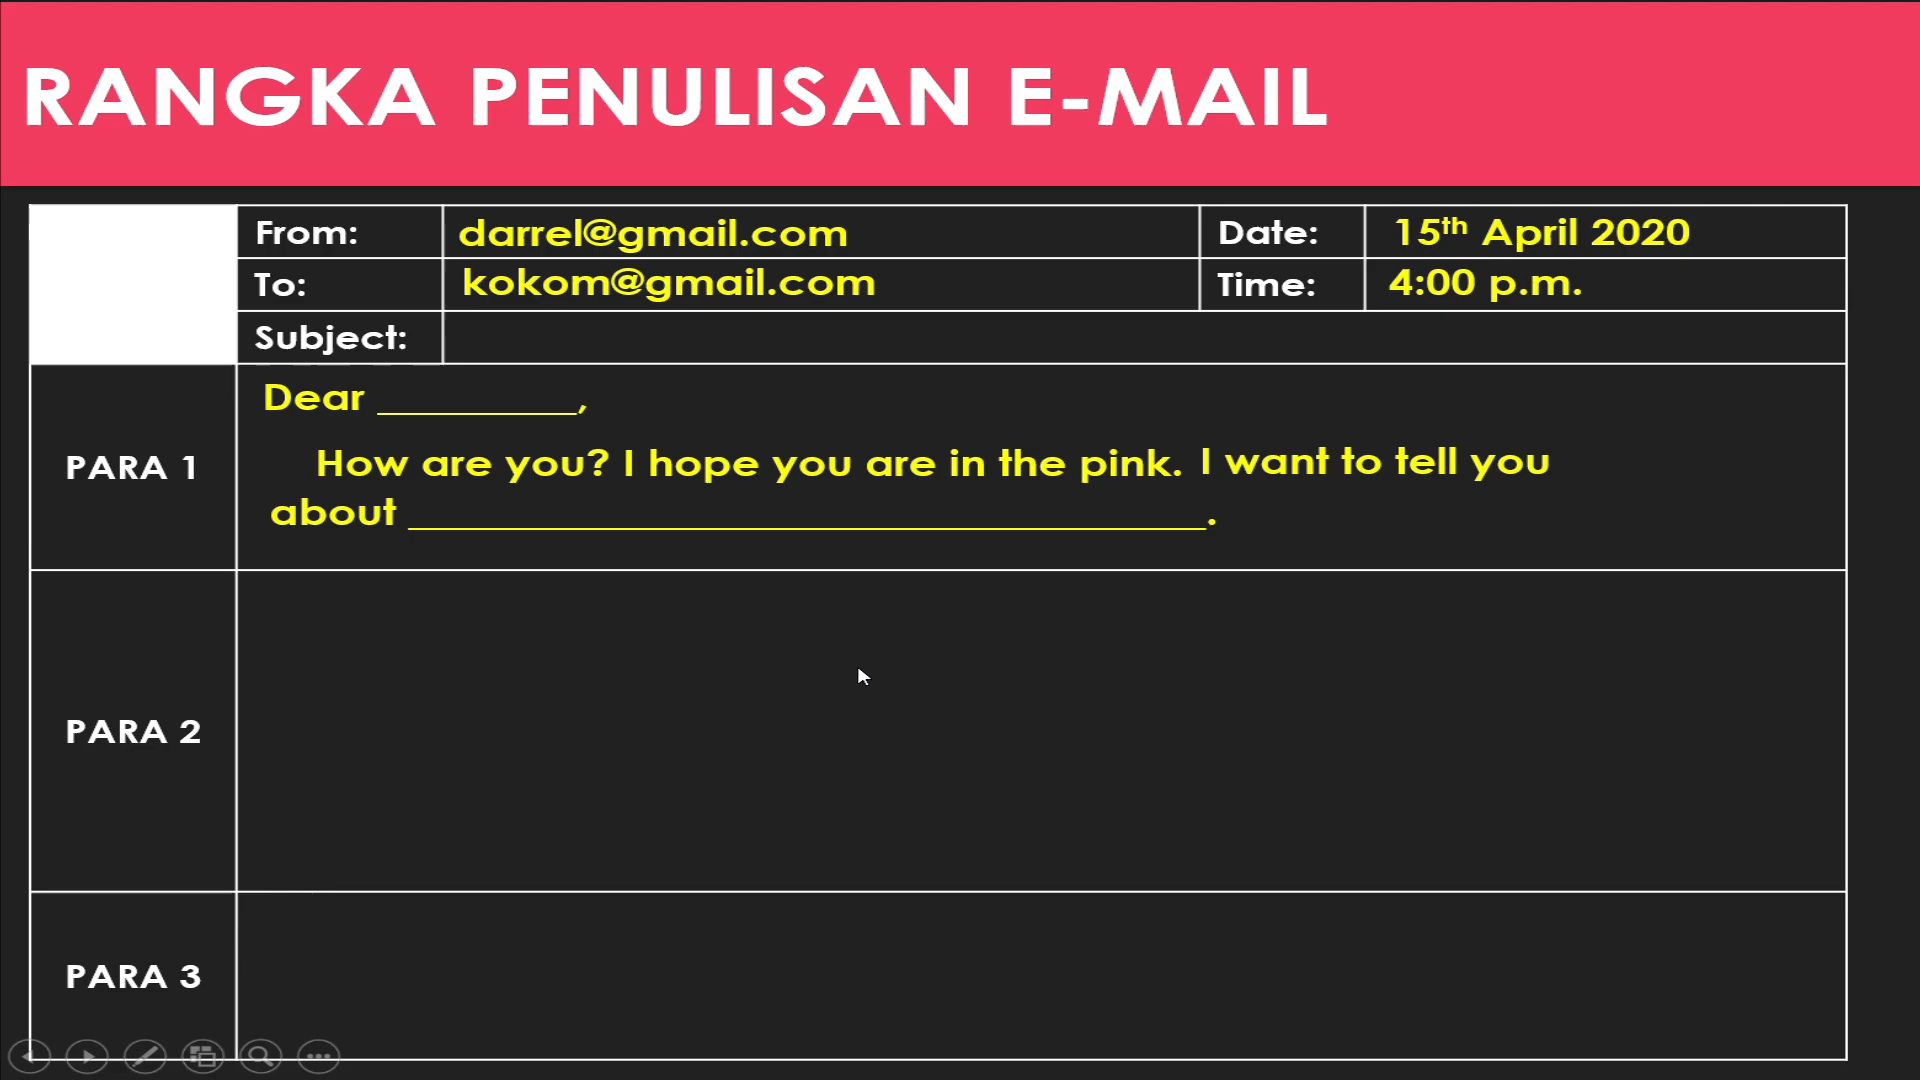 RANGKA PENULISAN E-MAIL
From: darrel@gmail.com Date: 15th April 2020
To: kokom@gmail.com Time: 4:00 p.m.
Subject:
PARA 1
Dear __________,
How are you? I hope you are in the pink. I want to tell you
about ________________________________________.
PARA 2
PARA 3